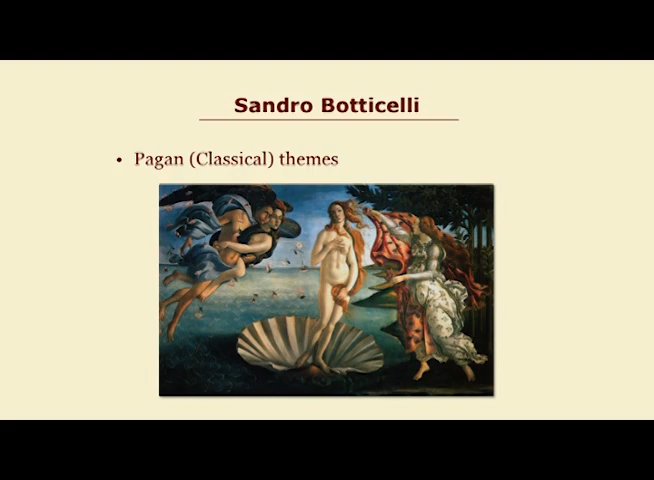 Sandro Botticelli
• Pagan (Classical) themes